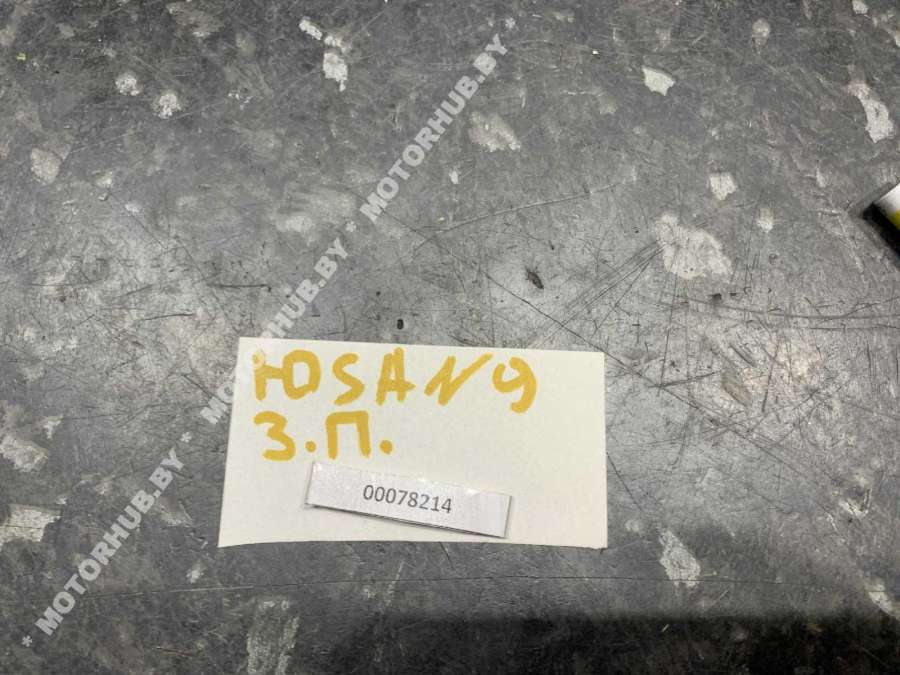 * MOTORHUB.BY * MOTORHUB.BY * MOTORHUB.BY *
ЮSAN9
З.П.
00078214